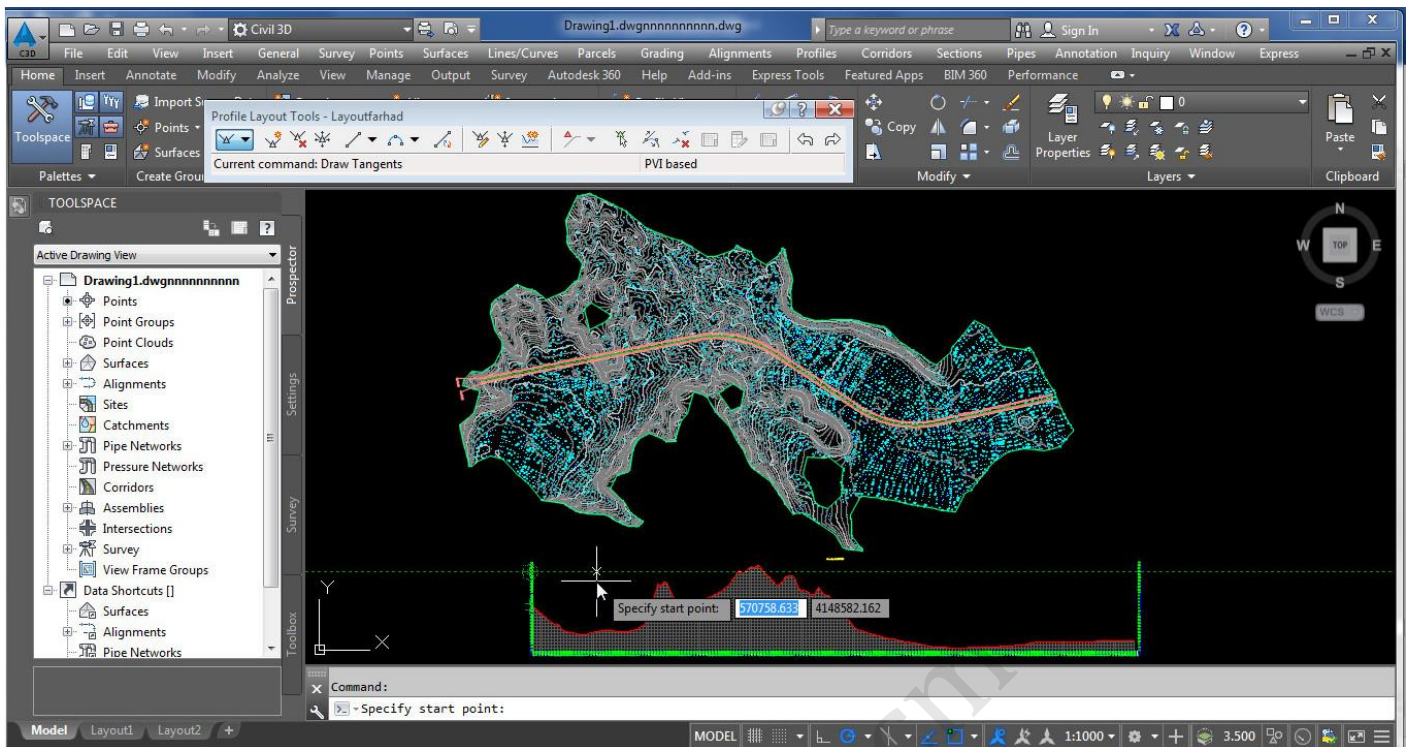 Civil 3D Drawing1.dwgnnnnnnnnnn.dwg Type a keyword or phrase Sign In
C3D File Edit View Insert General Survey Points Surfaces Lines/Curves Parcels Grading Alignments Profiles Corridors Sections Pipes Annotation Inquiry Window Express
Home Insert Annotate Modify Analyze View Manage Output Survey Autodesk 360 Help Add-ins Express Tools Featured Apps BIM 360 Performance
Toolspace
Import
Points
Surfaces
Palettes Create
Profile Layout Tools - Layoutfarhad
Current command: Draw Tangents PVI based
Copy
Modify
Layer
Properties
0
Layers
Paste
Clipboard
TOOLSPACE
Active Drawing View
Drawing1.dwgnnnnnnnnnn
Points
Point Groups
Point Clouds
Surfaces
Alignments
Sites
Catchments
Pipe Networks
Pressure Networks
Corridors
Assemblies
Intersections
Survey
View Frame Groups
Data Shortcuts []
Surfaces
Alignments
Pipe Networks
Prospector
Settings
Survey
Toolbox
N
W TOP E
S
WCS
Y
X
Specify start point: 570758.633 4148582.162
Command:
Specify start point:
Model Layout1 Layout2 + MODEL 1:1000 3.500